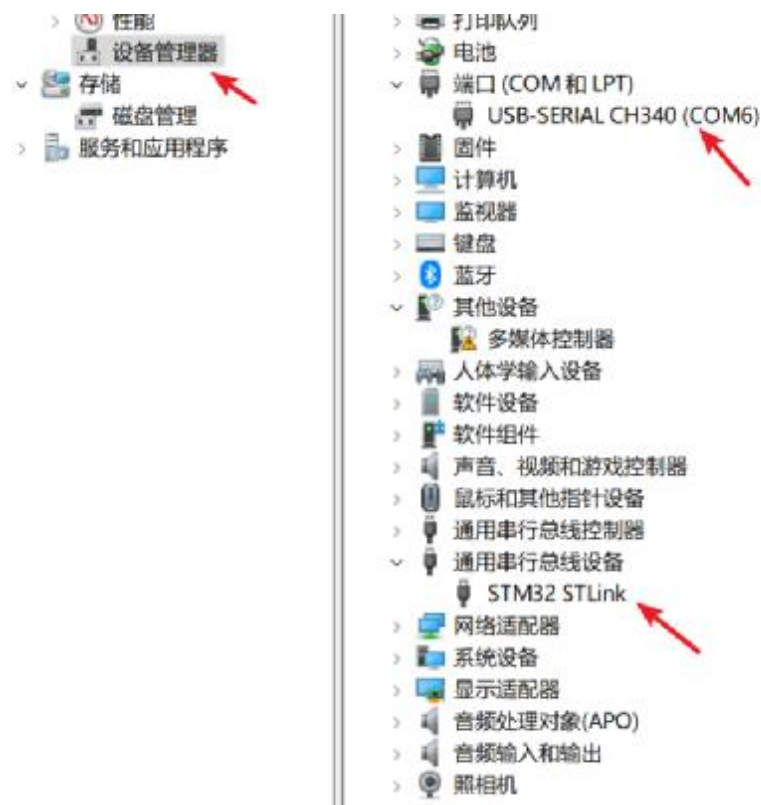 性能
设备管理器
存储
磁盘管理
服务和应用程序
打印队列
电池
端口 (COM 和 LPT)
USB-SERIAL CH340 (COM6)
固件
计算机
监视器
键盘
蓝牙
其他设备
多媒体控制器
人体学输入设备
软件设备
软件组件
声音、视频和游戏控制器
鼠标和其他指针设备
通用串行总线控制器
通用串行总线设备
STM32 STLink
网络适配器
系统设备
显示适配器
音频处理对象(APO)
音频输入和输出
照相机